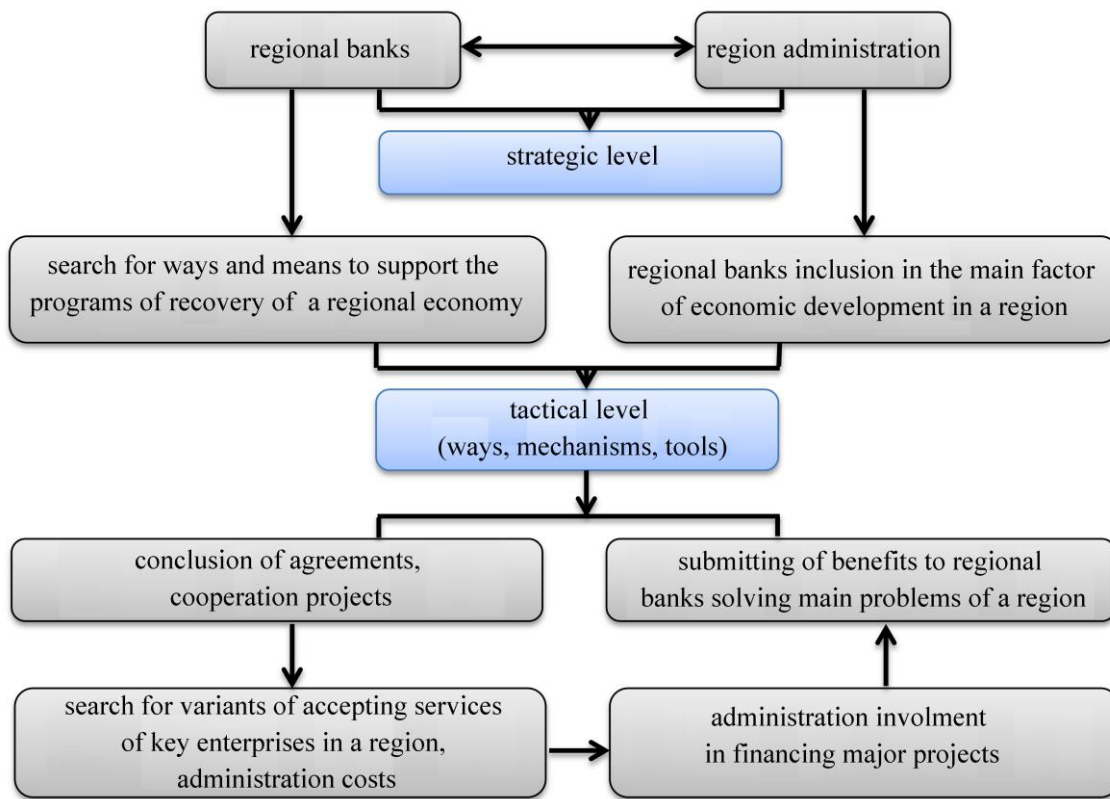 regional banks
region administration
strategic level
search for ways and means to support the
programs of recovery of a regional economy
regional banks inclusion in the main factor
of economic development in a region
tactical level
(ways, mechanisms, tools)
conclusion of agreements,
cooperation projects
submitting of benefits to regional
banks solving main problems of a region
search for variants of accepting services
of key enterprises in a region,
administration costs
administration involment
in financing major projects